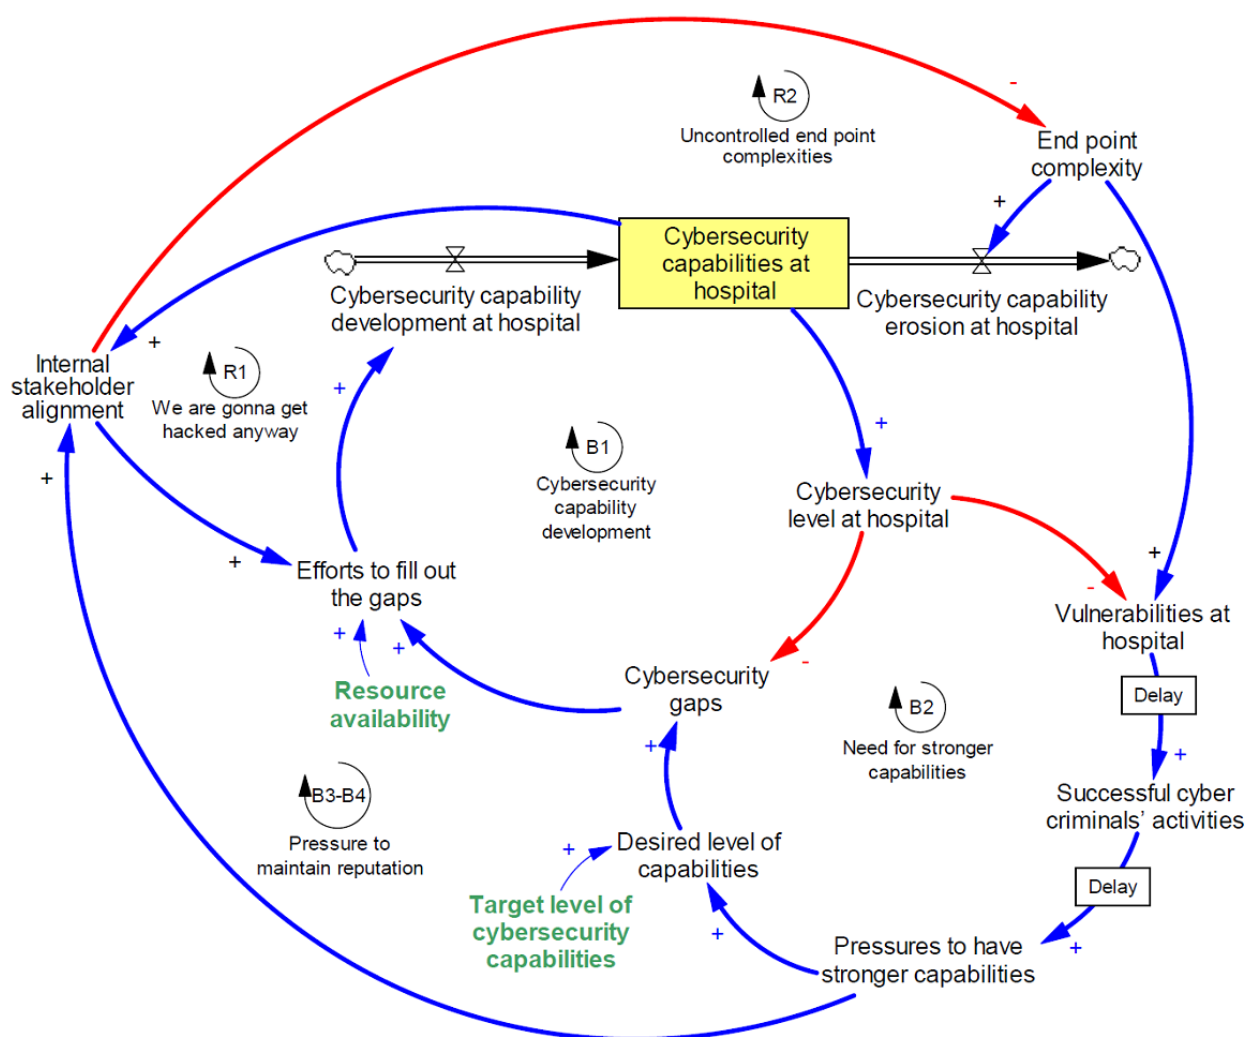 -
R2
Uncontrolled end point
complexities
End point
complexity
+
Cybersecurity
capabilities at
hospital
Cybersecurity capability
development at hospital
Cybersecurity capability
erosion at hospital
+
Internal
stakeholder
alignment
R1
We are gonna get
hacked anyway
+
+
B1
Cybersecurity
capability
development
+
Cybersecurity
level at hospital
+
+
Efforts to fill out
the gaps
+
-
Vulnerabilities at
hospital
+
+
-
Resource
availability
Cybersecurity
gaps
Delay
B2
Need for stronger
capabilities
+
+
B3-B4
Pressure to
maintain reputation
Successful cyber
criminals’ activities
+
Desired level of
capabilities
Delay
Target level of
cybersecurity
capabilities
+
Pressures to have
stronger capabilities
+